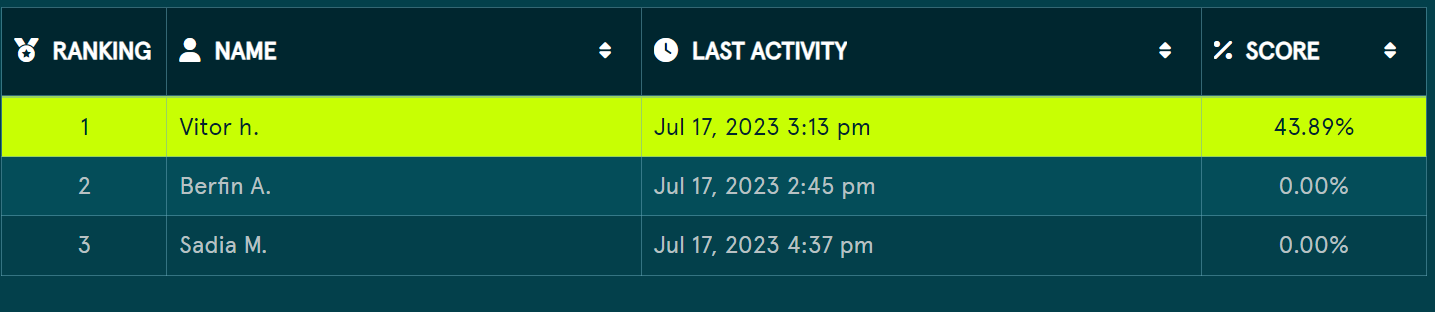 RANKING NAME LAST ACTIVITY SCORE
1 Vitor h. Jul 17, 2023 3:13 pm 43.89%
2 Berfin A. Jul 17, 2023 2:45 pm 0.00%
3 Sadia M. Jul 17, 2023 4:37 pm 0.00%